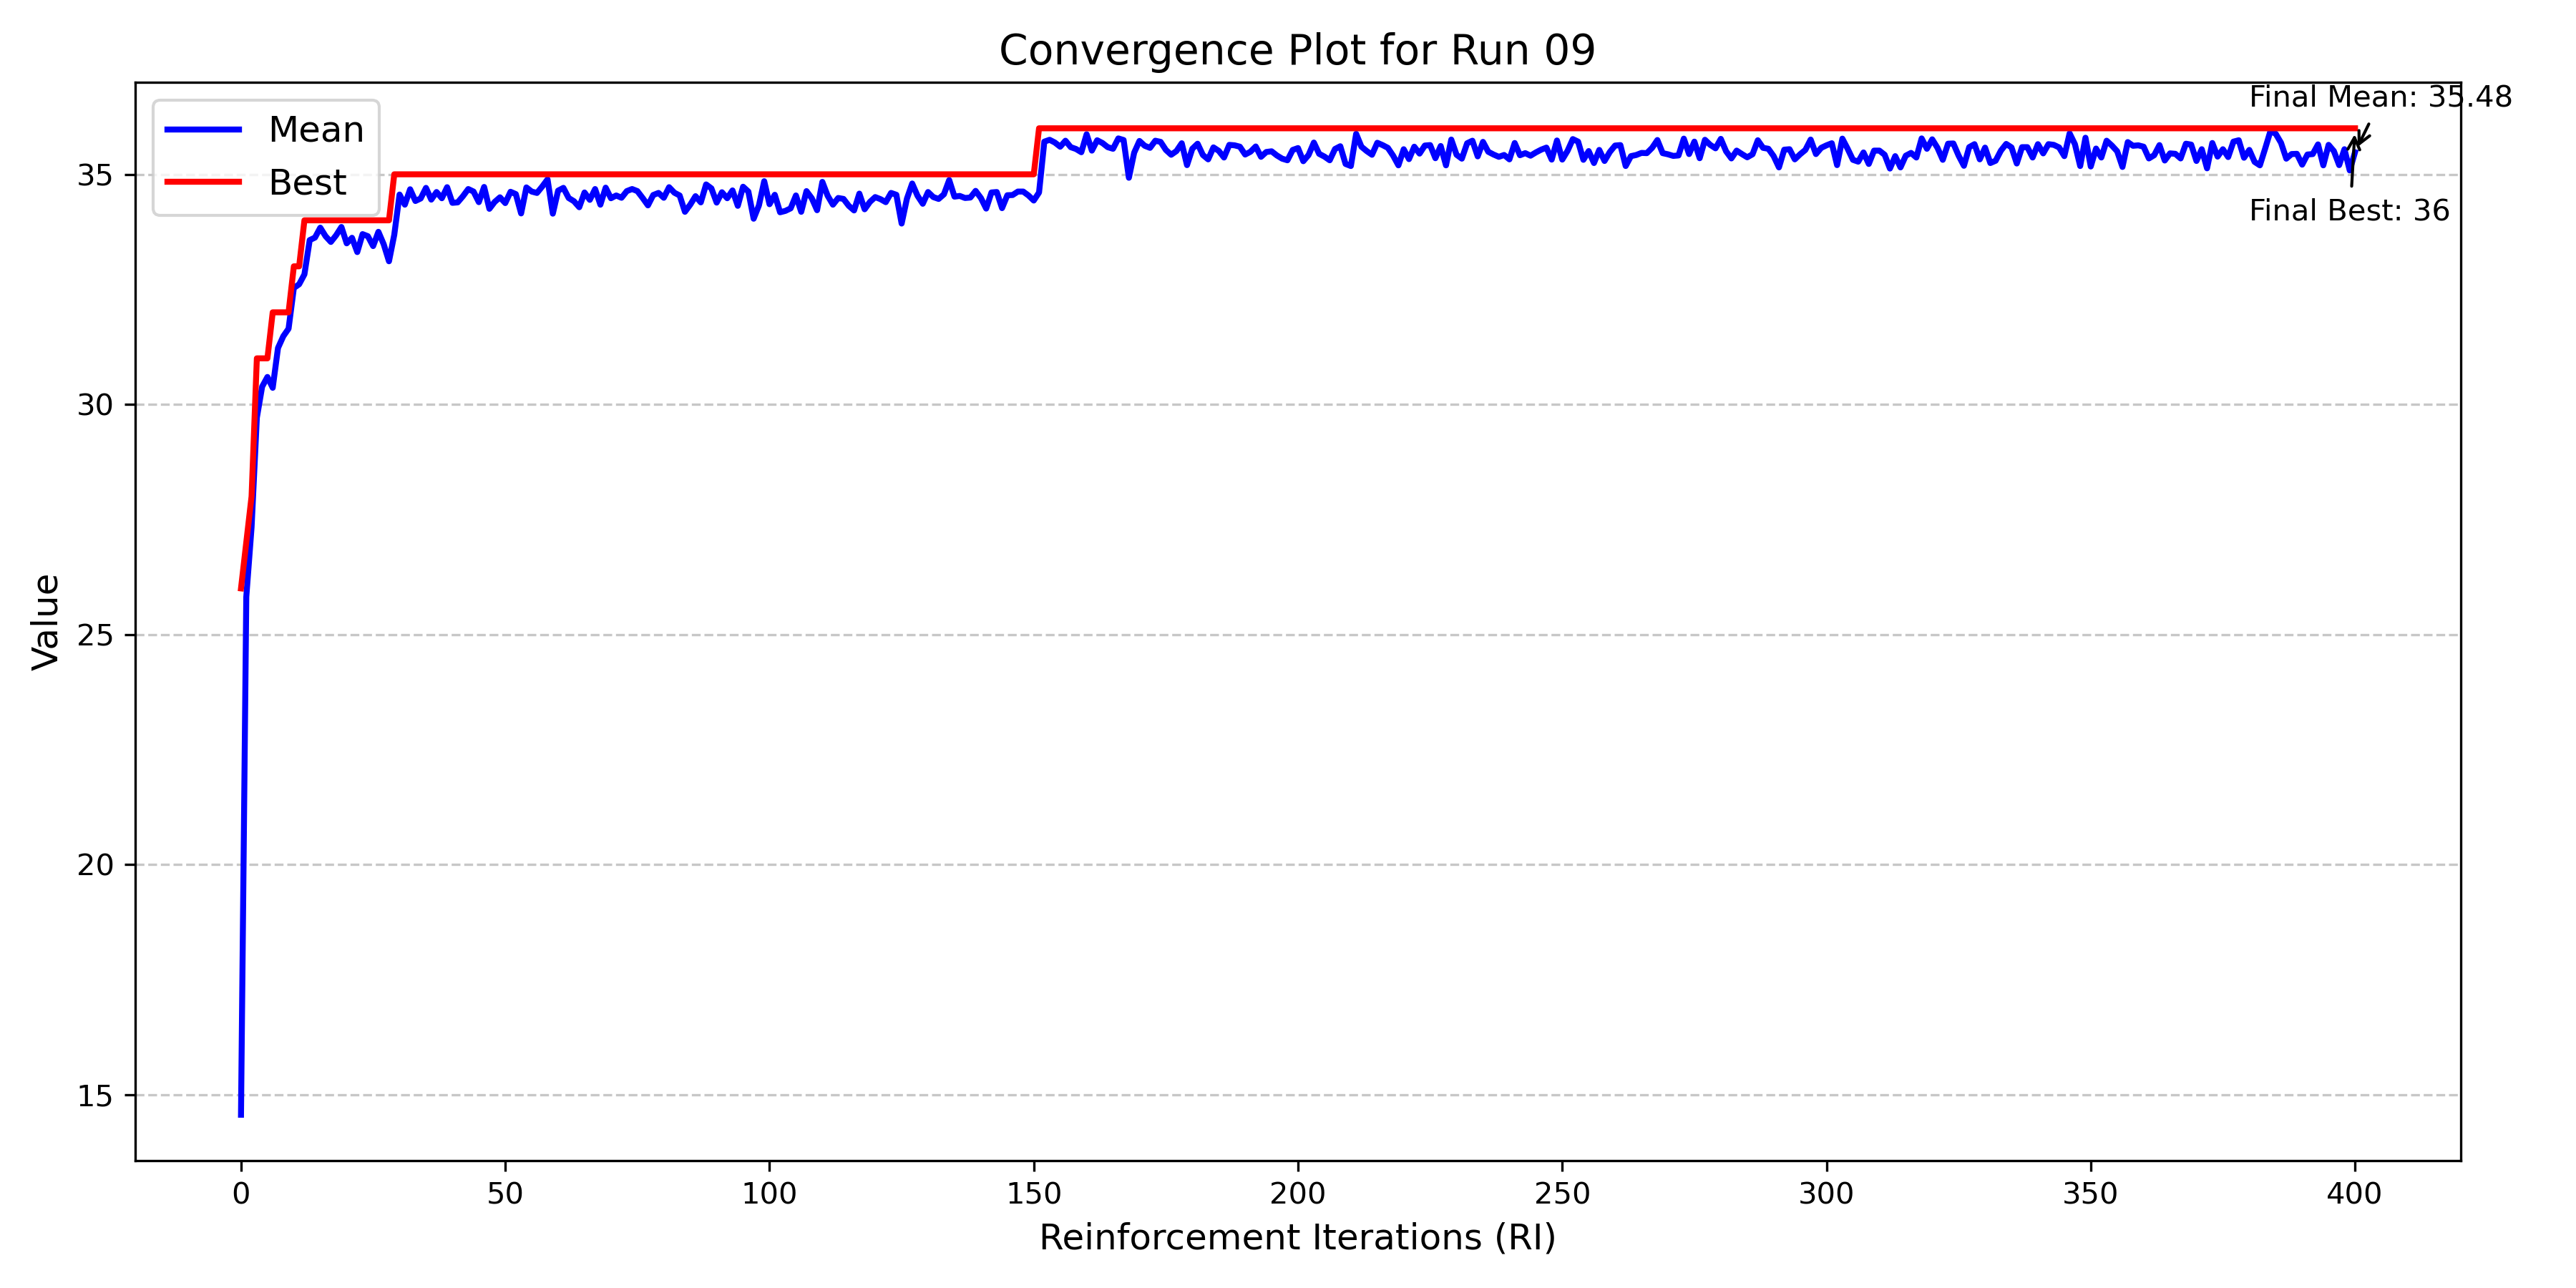 Convergence Plot for Run 09
Mean
Best
Final Mean: 35.48
Final Best: 36
Value
35
30
25
20
15
0 50 100 150 200 250 300 350 400
Reinforcement Iterations (RI)